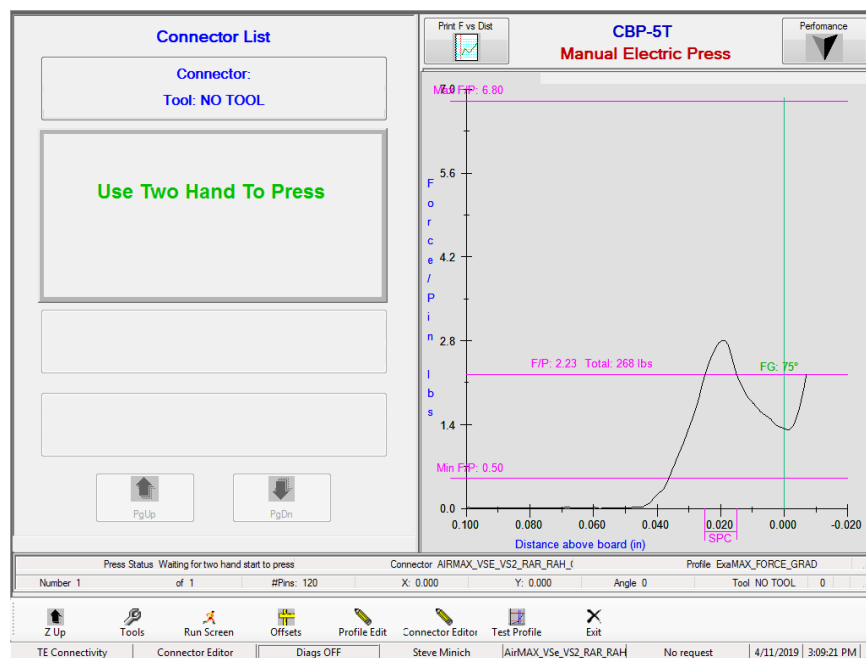 Connector List
Connector:
Tool: NO TOOL
Use Two Hand To Press
PgUp
PgDn
Print F vs Dist
CBP-5T
Manual Electric Press
Perfomance
Max F/P: 6.80
7.0
5.6
4.2
2.8
1.4
0.0
Force/Pin lbs
F/P: 2.23 Total: 268 lbs
FG: 75°
Min F/P: 0.50
0.100 0.080 0.060 0.040 0.020 0.000 -0.020
SPC
Distance above board (in)
Press Status Waiting for two hand start to press Connector AIRMAX_VSE_VS2_RAR_RAH_( Profile ExaMAX_FORCE_GRAD
Number 1 of 1 #Pins: 120 X: 0.000 Y: 0.000 Angle 0 Tool NO TOOL 0
Z Up Tools Run Screen Offsets Profile Edit Connector Editor Test Profile Exit
TE Connectivity Connector Editor Diags OFF Steve Minich AirMAX_VSe_VS2_RAR_RAH No request 4/11/2019 3:09:21 PM